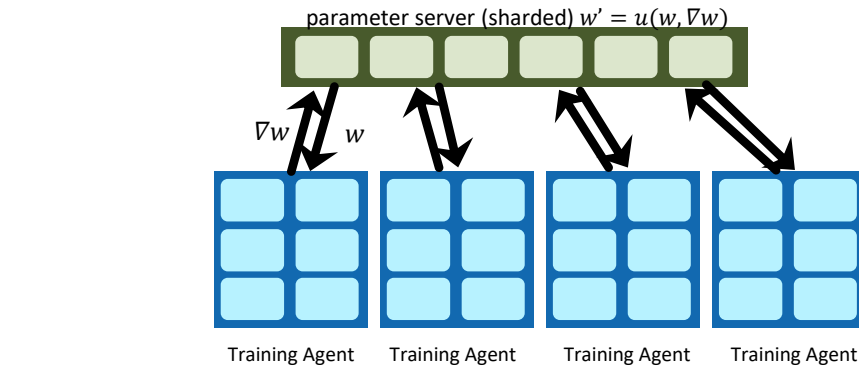 parameter server (sharded) w’ = u(w, ∇w)
∇w
w
Training Agent
Training Agent
Training Agent
Training Agent